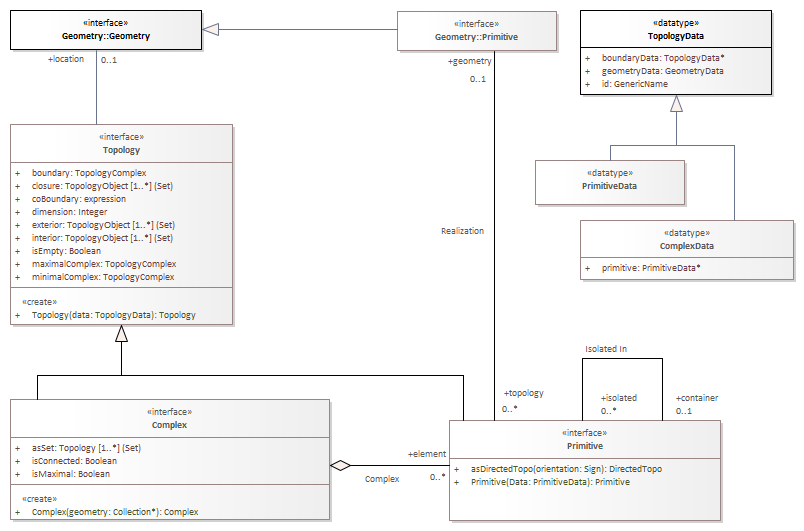 «interface»
Geometry::Geometry
«interface»
Geometry::Primitive
«datatype»
TopologyData
+ boundaryData: TopologyData*
+ geometryData: GeometryData
+ id: GenericName
+location
0..1
+geometry
0..1
«interface»
Topology
+ boundary: TopologyComplex
+ closure: TopologyObject [1..*] (Set)
+ coBoundary: expression
+ dimension: Integer
+ exterior: TopologyObject [1..*] (Set)
+ interior: TopologyObject [1..*] (Set)
+ isEmpty: Boolean
+ maximalComplex: TopologyComplex
+ minimalComplex: TopologyComplex
«create»
+ Topology(data: TopologyData): Topology
«datatype»
PrimitiveData
«datatype»
ComplexData
+ primitive: PrimitiveData*
Realization
Isolated In
+topology
0..*
+isolated
0..*
+container
0..1
«interface»
Complex
+ asSet: Topology [1..*] (Set)
+ isConnected: Boolean
+ isMaximal: Boolean
«create»
+ Complex(geometry: Collection*): Complex
+element
0..*
Complex
«interface»
Primitive
+ asDirectedTopo(orientation: Sign): DirectedTopo
+ Primitive(Data: PrimitiveData): Primitive